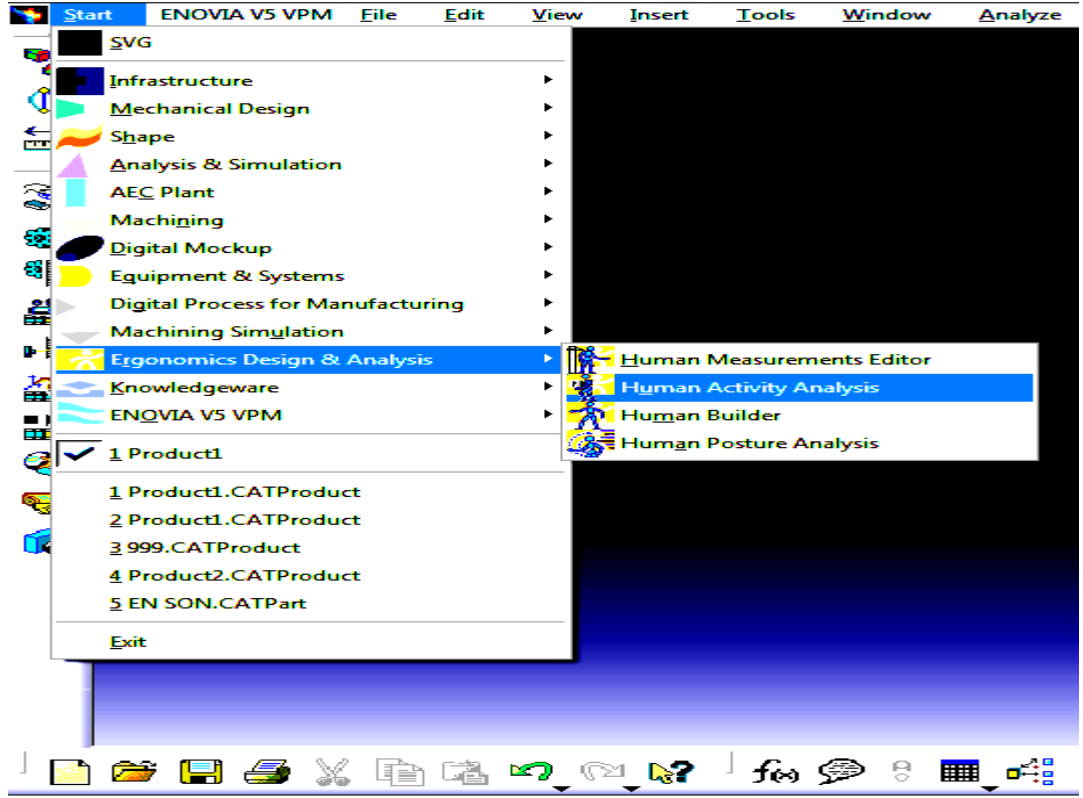 Start ENOVIA V5 VPM File Edit View Insert Tools Window Analyze
SVG
Infrastructure
Mechanical Design
Shape
Analysis & Simulation
AEC Plant
Machining
Digital Mockup
Equipment & Systems
Digital Process for Manufacturing
Machining Simulation
Ergonomics Design & Analysis
Human Measurements Editor
Human Activity Analysis
Human Builder
Human Posture Analysis
Knowledgeware
ENOVIA V5 VPM
1 Product1
1 Product1.CATProduct
2 Product1.CATProduct
3 999.CATProduct
4 Product2.CATProduct
5 EN SON.CATPart
Exit
f(x)